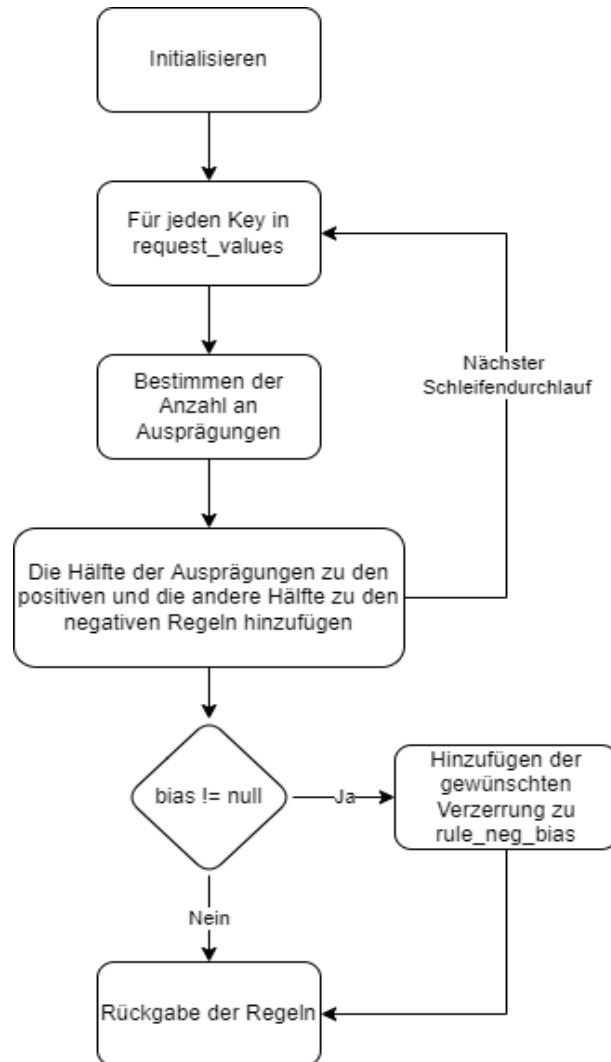 Initialisieren
Für jeden Key in
request_values
Nächster
Schleifendurchlauf
Bestimmen der
Anzahl an
Ausprägungen
Die Hälfte der Ausprägungen zu den
positiven und die andere Hälfte zu den
negativen Regeln hinzufügen
bias != null
Ja
Hinzufügen der
gewünschten
Verzerrung zu
rule_neg_bias
Nein
Rückgabe der Regeln